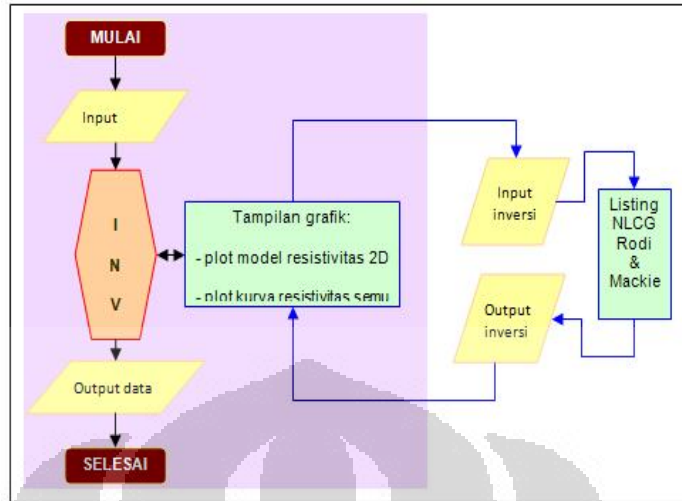 MULAI
Input
I
N
V
Output data
SELESAI
Tampilan grafik:
- plot model resistivitas 2D
- plot kurva resistivitas semu
Input
inversi
Listing
NLCG
Rodi
&
Mackie
Output
inversi